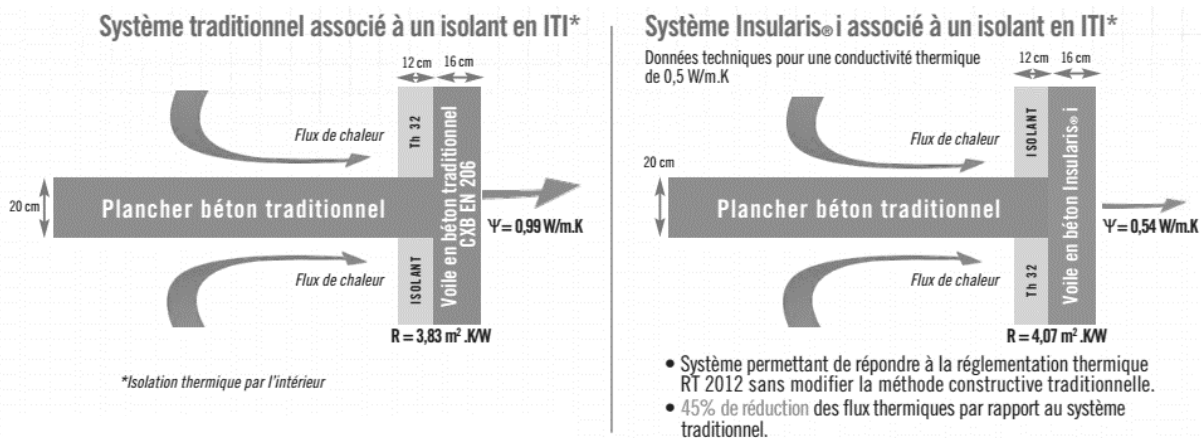 Système traditionnel associé à un isolant en ITI*
12 cm
16 cm
Flux de chaleur
Th 32
Voile en béton traditionnel
CXB EN 206
20 cm
Plancher béton traditionnel
Ψ = 0,99 W/m.K
Flux de chaleur
ISOLANT
R = 3,83 m² .K/W
*Isolation thermique par l'intérieur
Système Insularis® i associé à un isolant en ITI*
Données techniques pour une conductivité thermique
de 0,5 W/m.K
12 cm
16 cm
Flux de chaleur
ISOLANT
Voile en béton Insularis® i
20 cm
Plancher béton traditionnel
Ψ = 0,54 W/m.K
Flux de chaleur
Th 32
R = 4,07 m² .K/W
• Système permettant de répondre à la réglementation thermique
RT 2012 sans modifier la méthode constructive traditionnelle.
• 45% de réduction des flux thermiques par rapport au système
traditionnel.